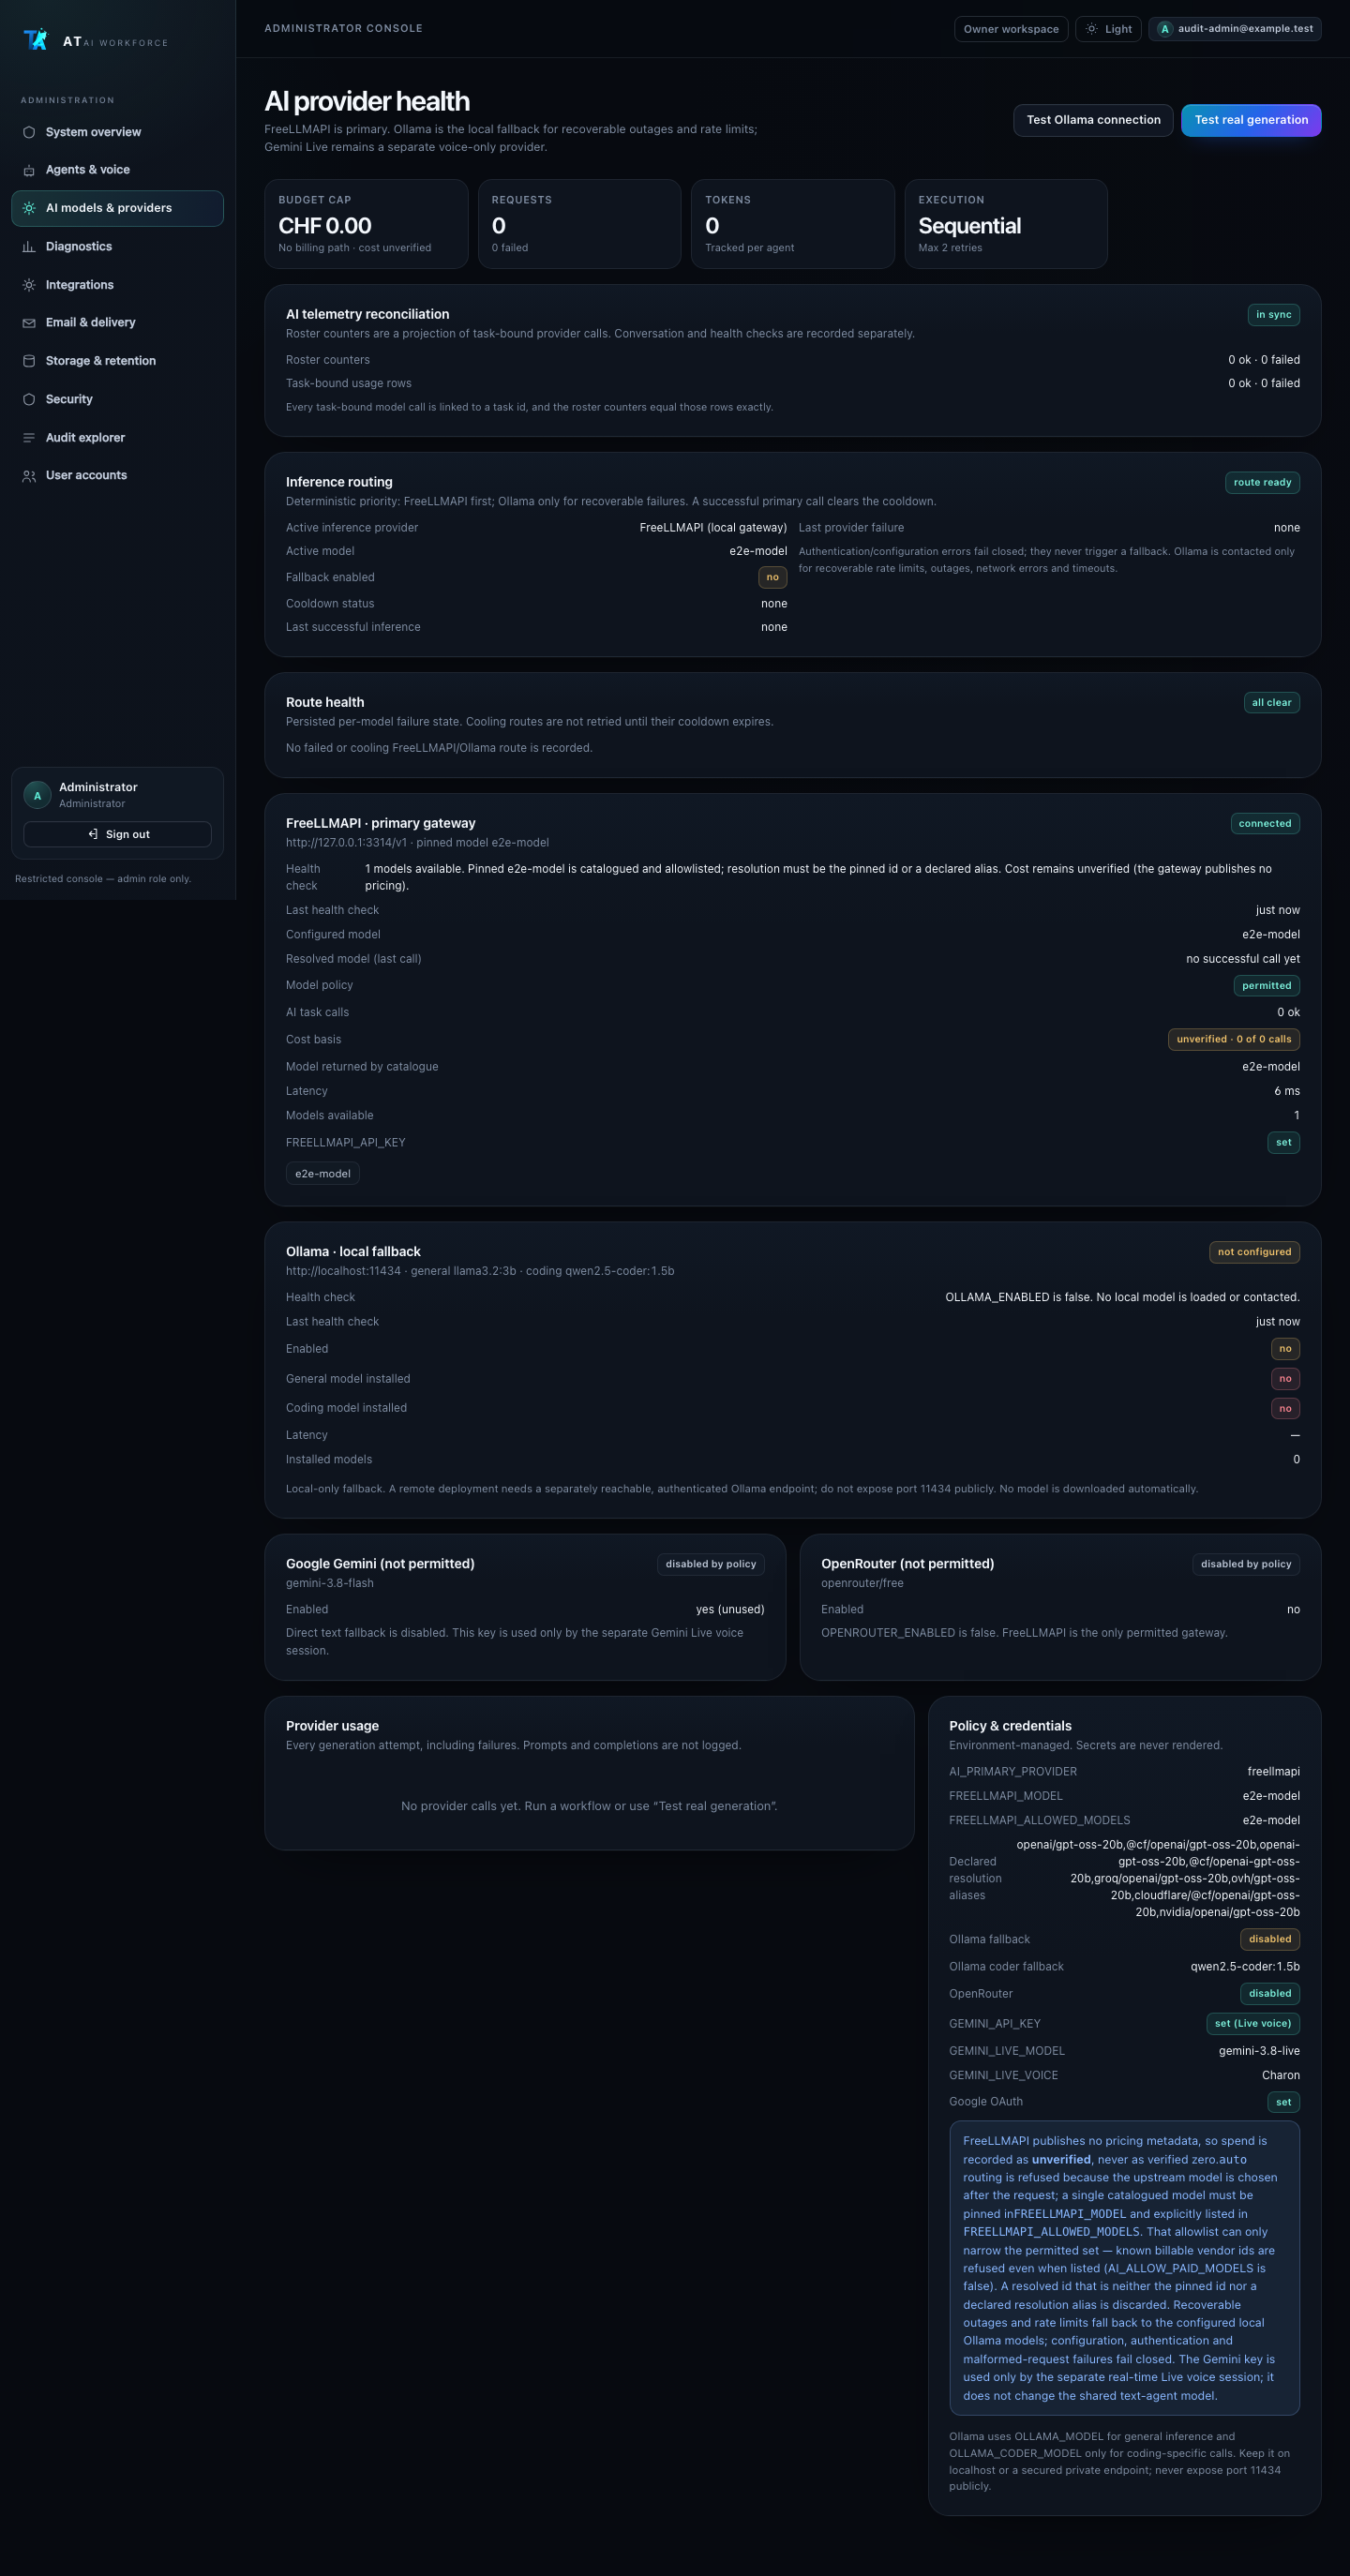 ATAI WORKFORCE
ADMINISTRATION
System overview
Agents & voice
AI models & providers
Diagnostics
Integrations
Email & delivery
Storage & retention
Security
Audit explorer
User accounts
A
Administrator
Administrator
Sign out
Restricted console — admin role only.
ADMINISTRATOR CONSOLE
Owner workspace
Light
A audit-admin@example.test
AI provider health
FreeLLMAPI is primary. Ollama is the local fallback for recoverable outages and rate limits;
Gemini Live remains a separate voice-only provider.
Test Ollama connection
Test real generation
BUDGET CAP
CHF 0.00
No billing path · cost unverified
REQUESTS
0
0 failed
TOKENS
0
Tracked per agent
EXECUTION
Sequential
Max 2 retries
AI telemetry reconciliation
in sync
Roster counters are a projection of task-bound provider calls. Conversation and health checks are recorded separately.
Roster counters 0 ok · 0 failed
Task-bound usage rows 0 ok · 0 failed
Every task-bound model call is linked to a task id, and the roster counters equal those rows exactly.
Inference routing
route ready
Deterministic priority: FreeLLMAPI first; Ollama only for recoverable failures. A successful primary call clears the cooldown.
Active inference provider FreeLLMAPI (local gateway)
Active model e2e-model
Fallback enabled no
Cooldown status none
Last successful inference none
Last provider failure none
Authentication/configuration errors fail closed; they never trigger a fallback. Ollama is contacted only
for recoverable rate limits, outages, network errors and timeouts.
Route health
all clear
Persisted per-model failure state. Cooling routes are not retried until their cooldown expires.
No failed or cooling FreeLLMAPI/Ollama route is recorded.
FreeLLMAPI · primary gateway
connected
http://127.0.0.1:3314/v1 · pinned model e2e-model
Health
check
1 models available. Pinned e2e-model is catalogued and allowlisted; resolution must be the pinned id or a declared alias. Cost remains unverified (the gateway publishes no
pricing).
Last health check just now
Configured model e2e-model
Resolved model (last call) no successful call yet
Model policy permitted
AI task calls 0 ok
Cost basis unverified · 0 of 0 calls
Model returned by catalogue e2e-model
Latency 6 ms
Models available 1
FREELLMAPI_API_KEY set
e2e-model
Ollama · local fallback
not configured
http://localhost:11434 · general llama3.2:3b · coding qwen2.5-coder:1.5b
Health check OLLAMA_ENABLED is false. No local model is loaded or contacted.
Last health check just now
Enabled no
General model installed no
Coding model installed no
Latency —
Installed models 0
Local-only fallback. A remote deployment needs a separately reachable, authenticated Ollama endpoint; do not expose port 11434 publicly. No model is downloaded automatically.
Google Gemini (not permitted)
disabled by policy
gemini-3.8-flash
Enabled yes (unused)
Direct text fallback is disabled. This key is used only by the separate Gemini Live voice
session.
OpenRouter (not permitted)
disabled by policy
openrouter/free
Enabled no
OPENROUTER_ENABLED is false. FreeLLMAPI is the only permitted gateway.
Provider usage
Every generation attempt, including failures. Prompts and completions are not logged.
No provider calls yet. Run a workflow or use “Test real generation”.
Policy & credentials
Environment-managed. Secrets are never rendered.
AI_PRIMARY_PROVIDER freellmapi
FREELLMAPI_MODEL e2e-model
FREELLMAPI_ALLOWED_MODELS e2e-model
Declared
resolution
aliases
openai/gpt-oss-20b,@cf/openai/gpt-oss-20b,openai-
gpt-oss-20b,@cf/openai-gpt-oss-
20b,groq/openai/gpt-oss-20b,ovh/gpt-oss-
20b,cloudflare/@cf/openai/gpt-oss-
20b,nvidia/openai/gpt-oss-20b
Ollama fallback disabled
Ollama coder fallback qwen2.5-coder:1.5b
OpenRouter disabled
GEMINI_API_KEY set (Live voice)
GEMINI_LIVE_MODEL gemini-3.8-live
GEMINI_LIVE_VOICE Charon
Google OAuth set
FreeLLMAPI publishes no pricing metadata, so spend is
recorded as unverified, never as verified zero.auto
routing is refused because the upstream model is chosen
after the request; a single catalogued model must be
pinned inFREELLMAPI_MODEL and explicitly listed in
FREELLMAPI_ALLOWED_MODELS. That allowlist can only
narrow the permitted set — known billable vendor ids are
refused even when listed (AI_ALLOW_PAID_MODELS is
false). A resolved id that is neither the pinned id nor a
declared resolution alias is discarded. Recoverable
outages and rate limits fall back to the configured local
Ollama models; configuration, authentication and
malformed-request failures fail closed. The Gemini key is
used only by the separate real-time Live voice session; it
does not change the shared text-agent model.
Ollama uses OLLAMA_MODEL for general inference and
OLLAMA_CODER_MODEL only for coding-specific calls. Keep it on
localhost or a secured private endpoint; never expose port 11434
publicly.